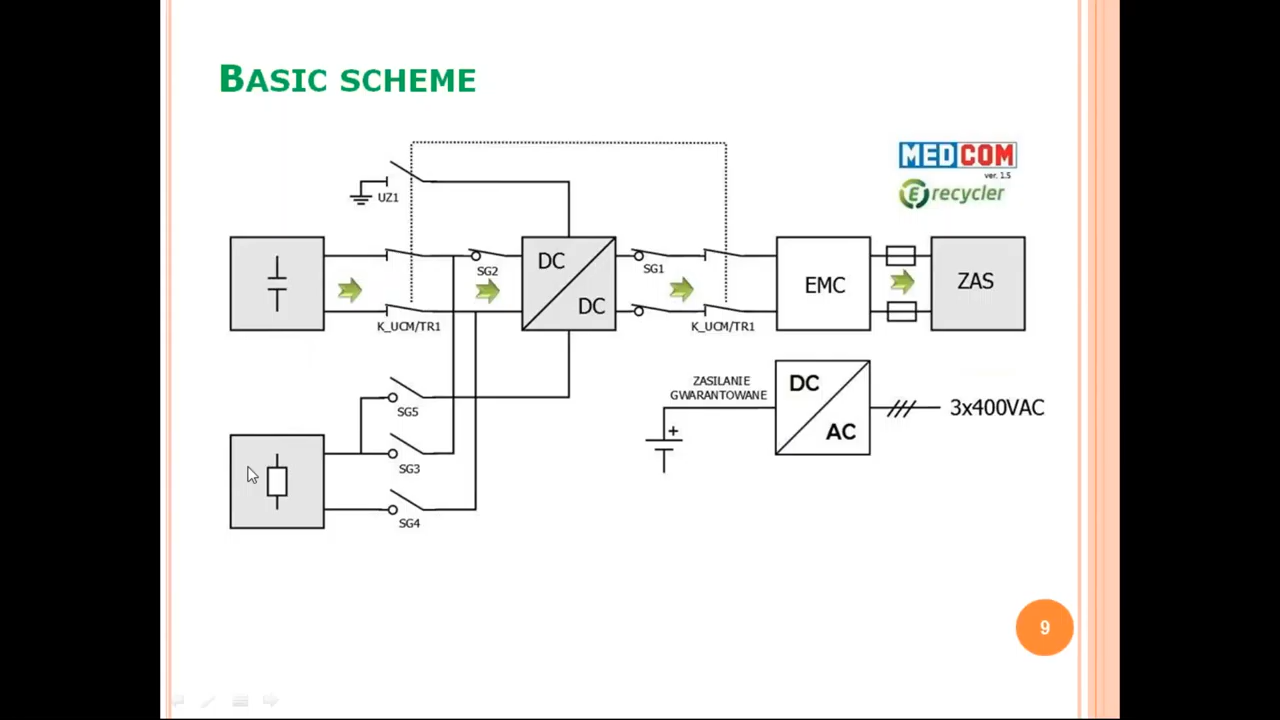 BASIC SCHEME
MEDCOM
ver. 1.5
E recycler
UZ1
SG2
DC
DC
SG1
EMC
ZAS
K_UCM/TR1
K_UCM/TR1
ZASILANIE
GWARANTOWANE
DC
AC
3x400VAC
+
SG5
SG3
SG4
9